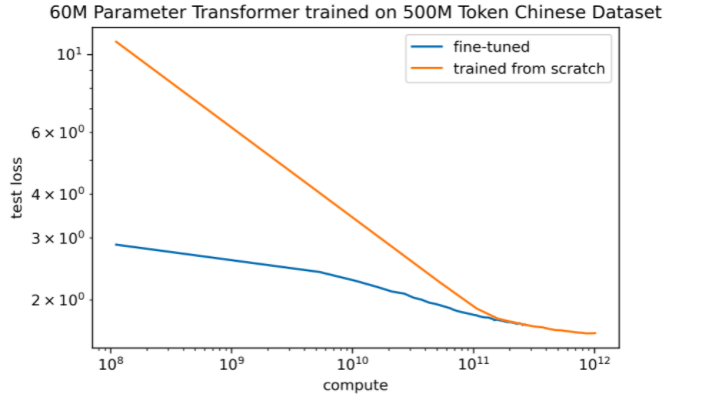 60M Parameter Transformer trained on 500M Token Chinese Dataset
fine-tuned
trained from scratch
10¹
6 × 10⁰
4 × 10⁰
3 × 10⁰
2 × 10⁰
test loss
10⁸ 10⁹ 10¹⁰ 10¹¹ 10¹²
compute